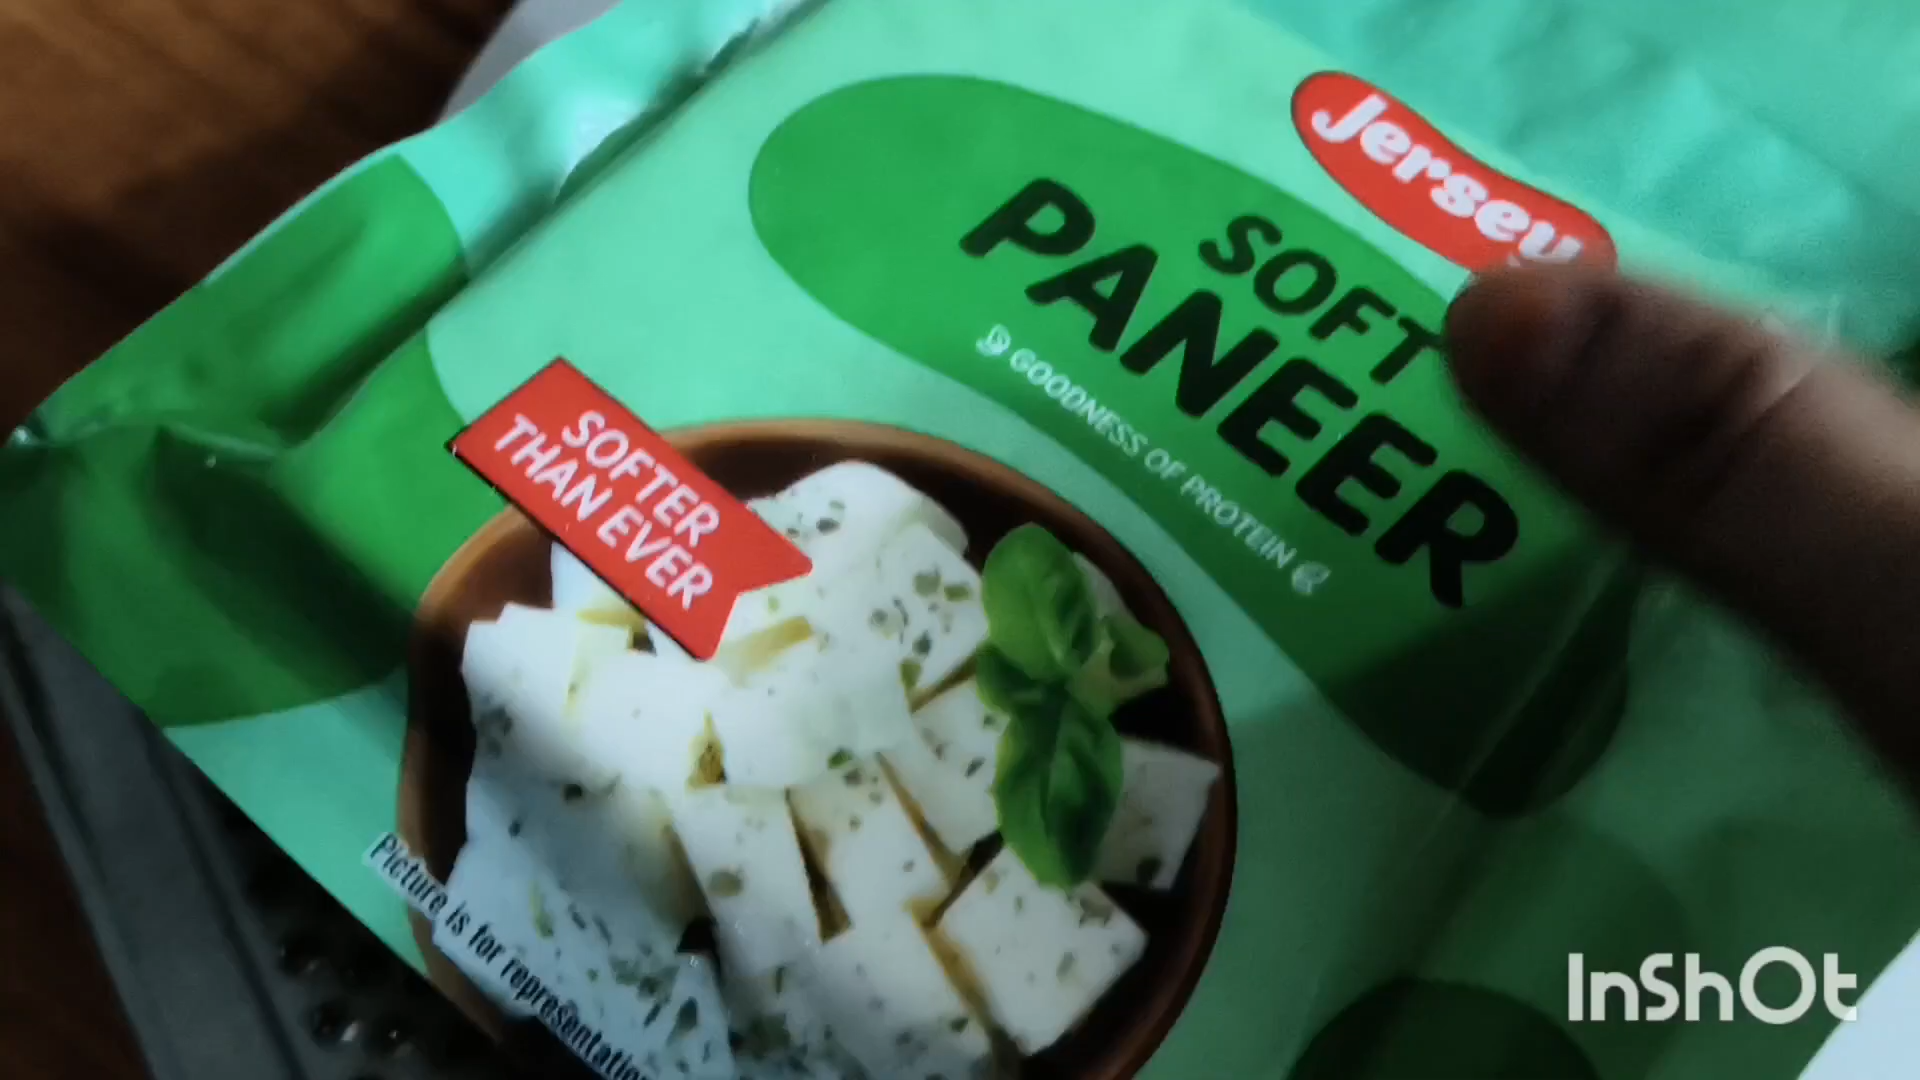 Jersey
SOFT
PANEER
GOODNESS OF PROTEIN
SOFTER
THAN EVER
Picture is for representation
InShOt